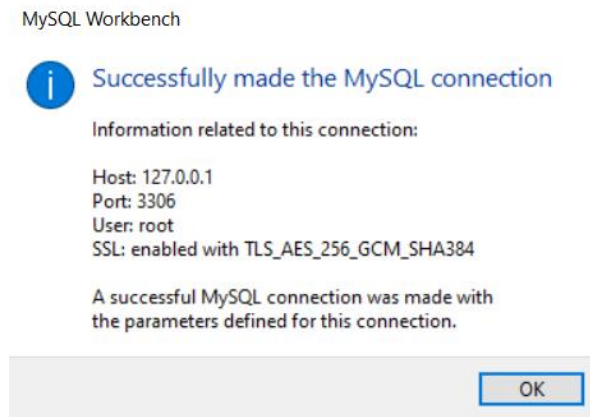 MySQL Workbench
i
Successfully made the MySQL connection
Information related to this connection:
Host: 127.0.0.1
Port: 3306
User: root
SSL: enabled with TLS_AES_256_GCM_SHA384
A successful MySQL connection was made with
the parameters defined for this connection.
OK